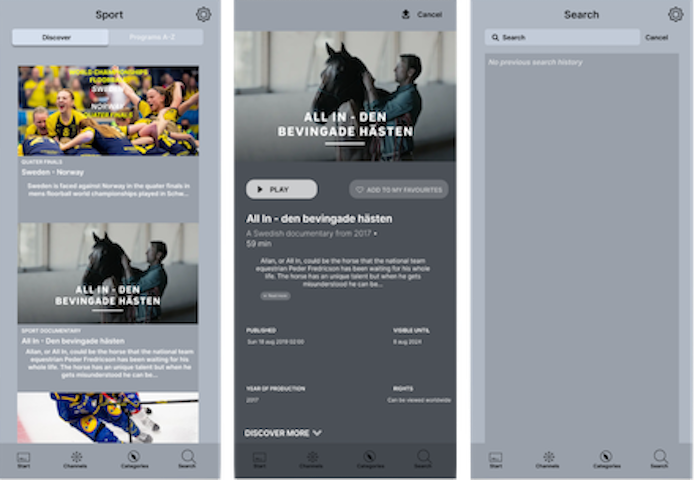 Sport
Discover
Programs A-Z
WORLD CHAMPIONSHIPS
FLOORBALL
SWEDEN
NORWAY
QUATER FINALS
QUATER FINALS
Sweden - Norway
Sweden is faced against Norway in the quater finals in
mens floorball world championships played in Schw...
ALL IN - DEN
BEVINGADE HÄSTEN
SPORT DOCUMENTARY
All In - Den bevingade hästen
Allan, or All In, could be the horse that the national team
equestrian Peder Fredricson has been waiting for his
whole life. The horse has an unique talent but when he
gets misunderstood he can be...
Start
Channels
Categories
Search
Cancel
ALL IN - DEN
BEVINGADE HÄSTEN
PLAY
ADD TO MY FAVOURITES
All In - den bevingade hästen
A Swedish documentary from 2017 •
59 min
Allan, or All In, could be the horse that the national team
equestrian Peder Fredricson has been waiting for his whole
life. The horse has an unique talent but when he gets
misunderstood he can be...
PUBLISHED
VISIBLE UNTIL
Sun 18 aug 2019 02:00
8 aug 2024
YEAR OF PRODUCTION
RIGHTS
2017
Can be viewed worldwide
DISCOVER MORE
Start
Channels
Categories
Search
Search
Search
Cancel
No previous search history
Start
Channels
Categories
Search